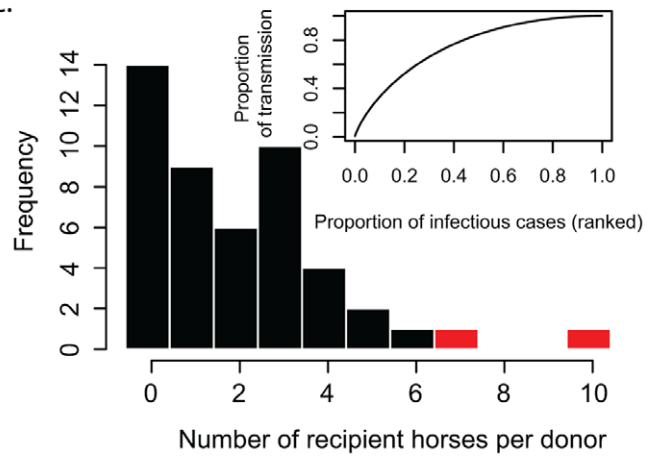 Frequency
0 2 4 6 8 10 12 14
0 2 4 6 8 10
Number of recipient horses per donor
Proportion
of transmission
0.0 0.4 0.8
0.0 0.2 0.4 0.6 0.8 1.0
Proportion of infectious cases (ranked)